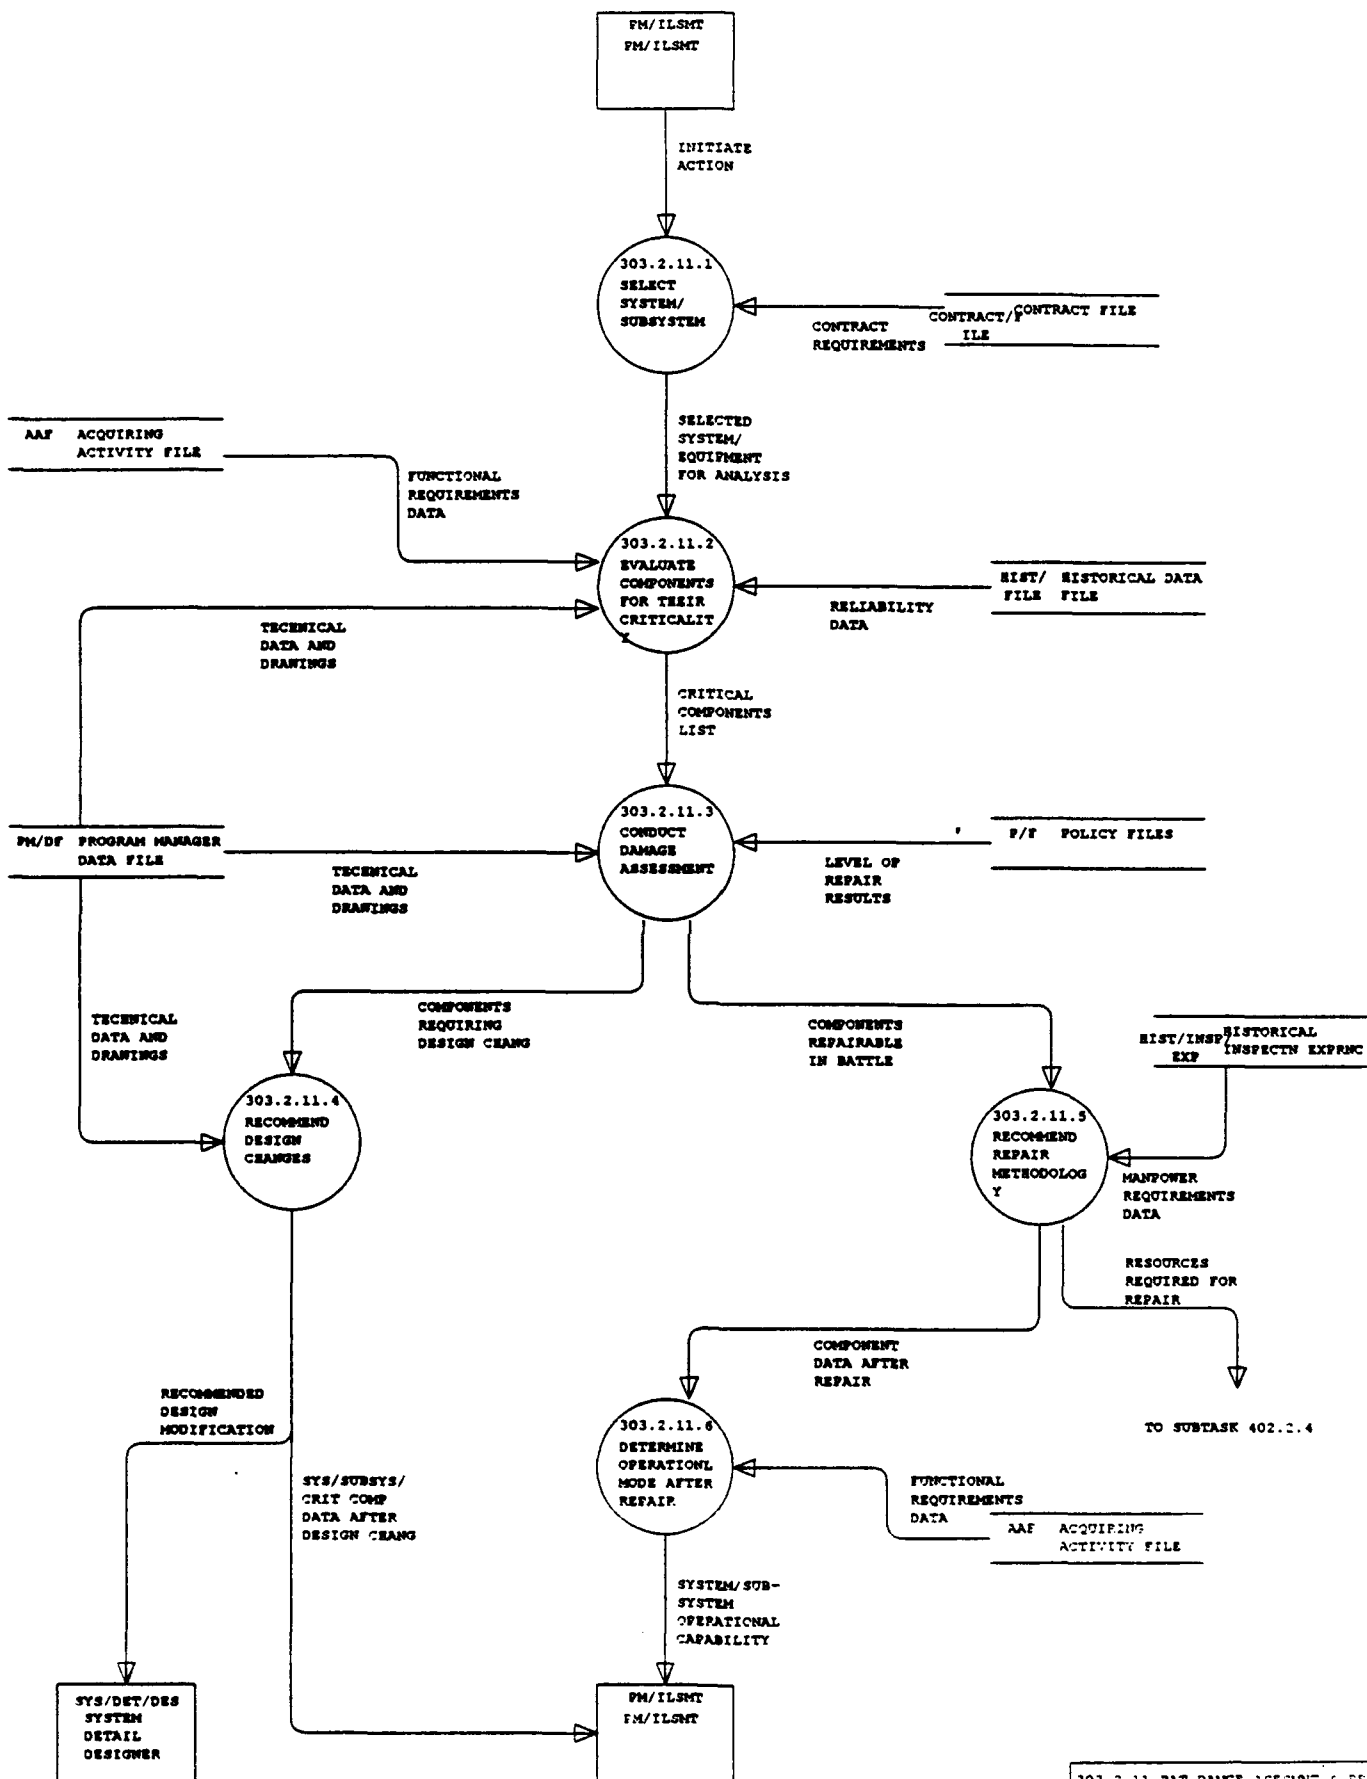 PM/ILSMT
PM/ILSMT
INITIATE
ACTION
303.2.11.1
SELECT
SYSTEM/
SUBSYSTEM
CONTRACT
REQUIREMENTS
CONTRACT/F
ILE
CONTRACT FILE
AAF ACQUIRING
ACTIVITY FILE
FUNCTIONAL
REQUIREMENTS
DATA
SELECTED
SYSTEM/
EQUIPMENT
FOR ANALYSIS
303.2.11.2
EVALUATE
COMPONENTS
FOR THEIR
CRITICALIT
Y
RELIABILITY
DATA
HIST/ HISTORICAL DATA
FILE FILE
TECHNICAL
DATA AND
DRAWINGS
CRITICAL
COMPONENTS
LIST
PM/DF PROGRAM MANAGER
DATA FILE
TECHNICAL
DATA AND
DRAWINGS
303.2.11.3
CONDUCT
DAMAGE
ASSESSMENT
LEVEL OF
REPAIR
RESULTS
P/F POLICY FILES
TECHNICAL
DATA AND
DRAWINGS
COMPONENTS
REQUIRING
DESIGN CHANG
COMPONENTS
REPAIRABLE
IN BATTLE
HIST/INSP/
EXP
HISTORICAL
INSPECTN EXPRNC
303.2.11.4
RECOMMEND
DESIGN
CHANGES
303.2.11.5
RECOMMEND
REPAIR
METHODOLOG
Y
MANPOWER
REQUIREMENTS
DATA
RESOURCES
REQUIRED FOR
REPAIR
COMPONENT
DATA AFTER
REPAIR
TO SUBTASK 402.2.4
RECOMMENDED
DESIGN
MODIFICATION
SYS/SUBSYS/
CRIT COMP
DATA AFTER
DESIGN CHANG
303.2.11.6
DETERMINE
OPERATIONL
MODE AFTER
REPAIR
FUNCTIONAL
REQUIREMENTS
DATA
AAF ACQUIRING
ACTIVITY FILE
SYSTEM/SUB-
SYSTEM
OPERATIONAL
CAPABILITY
SYS/DET/DES
SYSTEM
DETAIL
DESIGNER
PM/ILSMT
PM/ILSMT
303.2.11